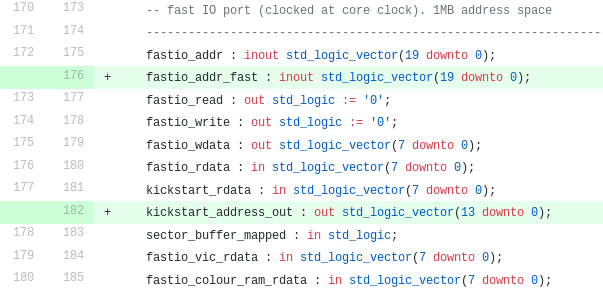 170 173 -- fast IO port (clocked at core clock). 1MB address space
171 174 ----------------------------------------------------------------
172 175 fastio_addr : inout std_logic_vector(19 downto 0);
176 + fastio_addr_fast : inout std_logic_vector(19 downto 0);
173 177 fastio_read : out std_logic := '0';
174 178 fastio_write : out std_logic := '0';
175 179 fastio_wdata : out std_logic_vector(7 downto 0);
176 180 fastio_rdata : in std_logic_vector(7 downto 0);
177 181 kickstart_rdata : in std_logic_vector(7 downto 0);
182 + kickstart_address_out : out std_logic_vector(13 downto 0);
178 183 sector_buffer_mapped : in std_logic;
179 184 fastio_vic_rdata : in std_logic_vector(7 downto 0);
180 185 fastio_colour_ram_rdata : in std_logic_vector(7 downto 0);